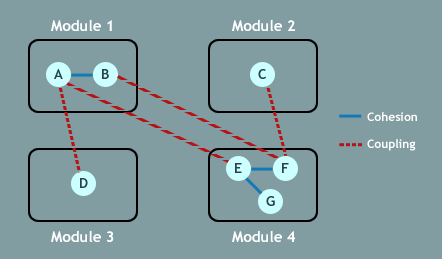 Module 1
Module 2
A
B
C
Cohesion
Coupling
D
E
F
G
Module 3
Module 4